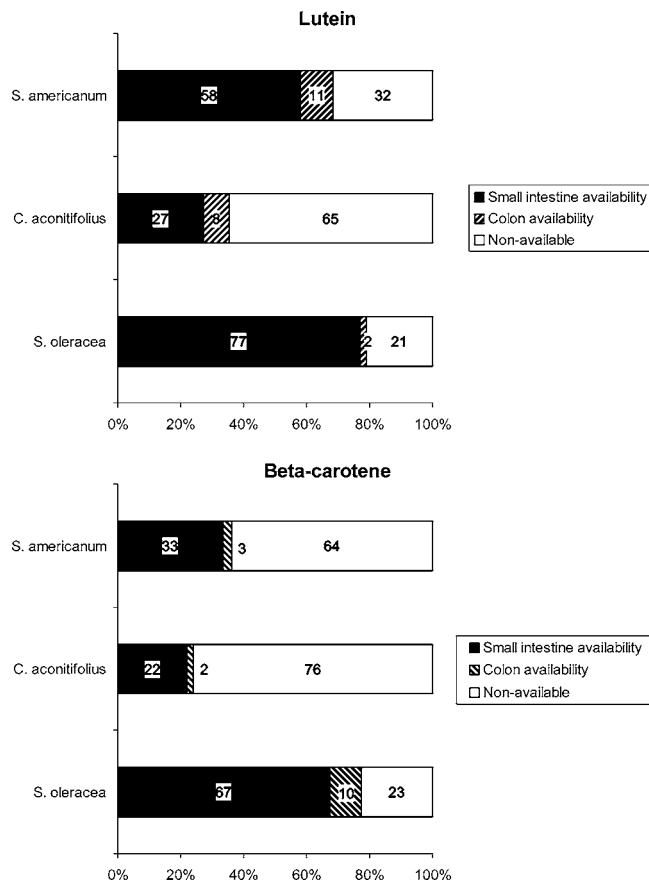 Lutein
S. americanum
58
11
32
C. aconitifolius
27
8
65
S. oleracea
77
2
21
0%
20%
40%
60%
80%
100%
Small intestine availability
Colon availability
Non-available
Beta-carotene
S. americanum
33
3
64
C. aconitifolius
22
2
76
S. oleracea
67
10
23
0%
20%
40%
60%
80%
100%
Small intestine availability
Colon availability
Non-available